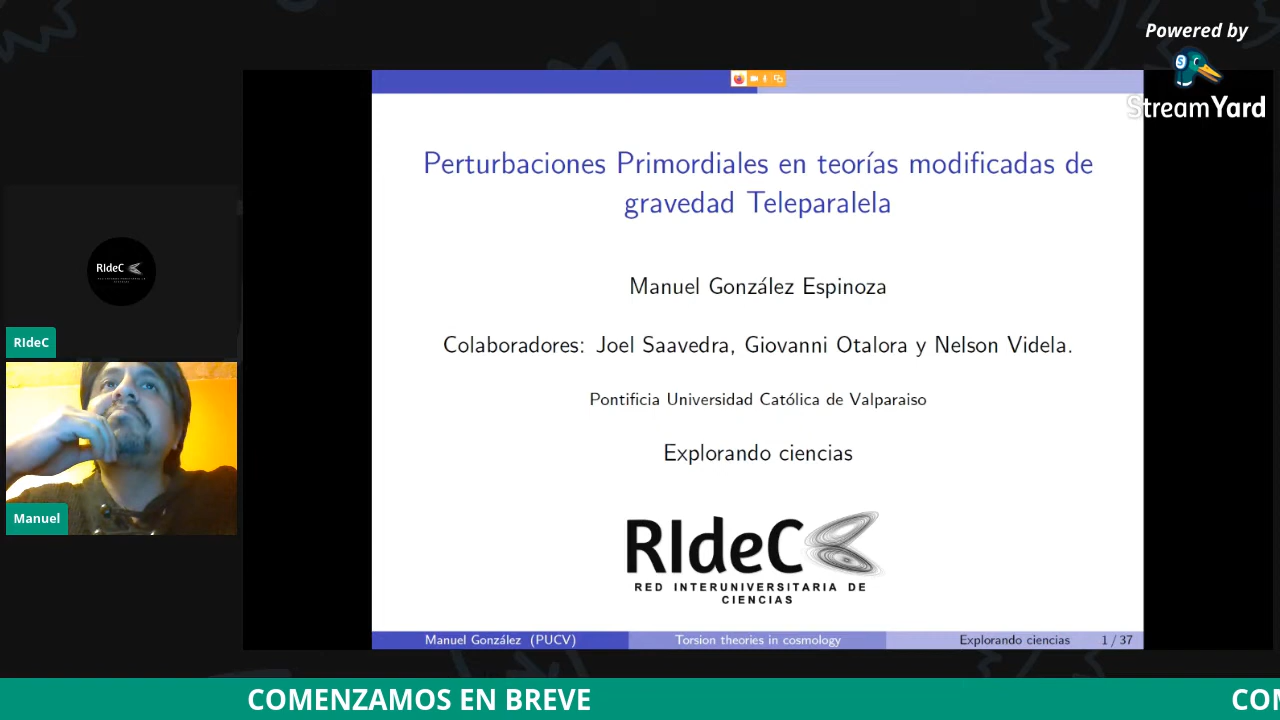 Powered by
StreamYard
Perturbaciones Primordiales en teorías modificadas de
gravedad Teleparalela
Manuel González Espinoza
Colaboradores: Joel Saavedra, Giovanni Otalora y Nelson Videla.
Pontificia Universidad Católica de Valparaiso
Explorando ciencias
RIdeC
RED INTERUNIVERSITARIA DE
CIENCIAS
Manuel González (PUCV) Torsion theories in cosmology Explorando ciencias 1 / 37
RIdeC
RIdeC
Manuel
COMENZAMOS EN BREVE COM